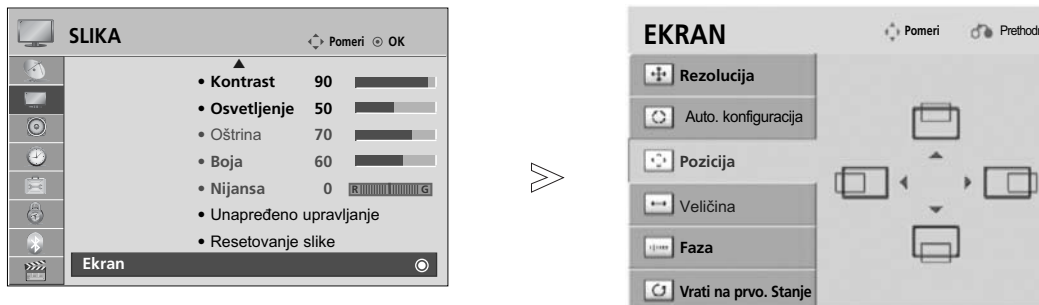 SLIKA
Pomeri OK
• Kontrast 90
• Osvetljenje 50
• Oštrina 70
• Boja 60
• Nijansa 0 R G
• Unapređeno upravljanje
• Resetovanje slike
Ekran
EKRAN
Pomeri
Rezolucija
Auto. konfiguracija
Pozicija
Veličina
Faza
Vrati na prvo. Stanje